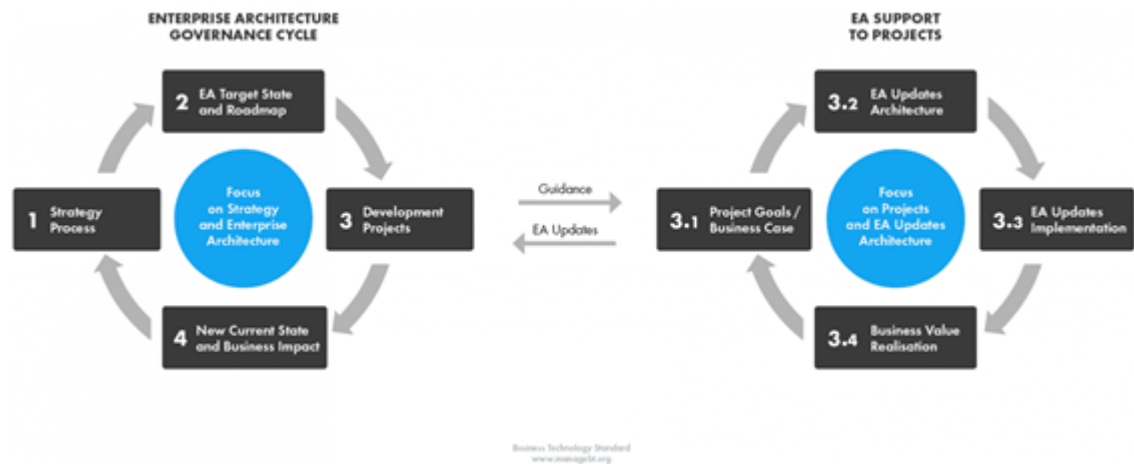 ENTERPRISE ARCHITECTURE
GOVERNANCE CYCLE
2 EA Target State
and Roadmap
1 Strategy
Process
Focus
on Strategy
and Enterprise
Architecture
3 Development
Projects
4 New Current State
and Business Impact
Guidance
EA Updates
EA SUPPORT
TO PROJECTS
3.2 EA Updates
Architecture
3.1 Project Goals /
Business Case
Focus
on Projects
and EA Updates
Architecture
3.3 EA Updates
Implementation
3.4 Business Value
Realisation
Business Technology Standard
www.managebt.org